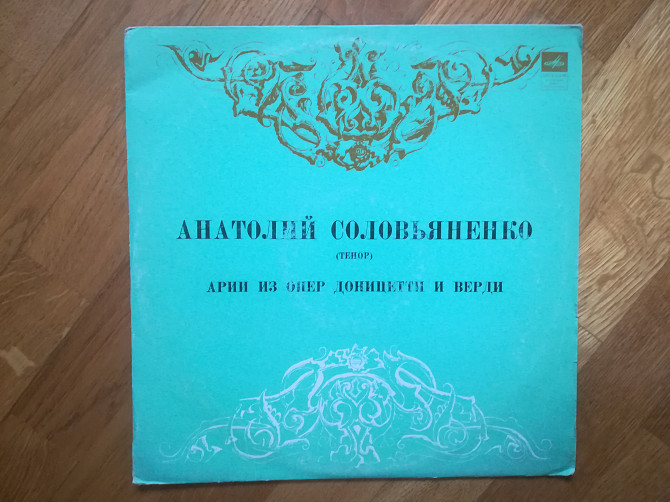 АНАТОЛИЙ СОЛОВЬЯНЕНКО
(ТЕНОР)
АРИИ ИЗ ОПЕР ДОНИЦЕТТИ И ВЕРДИ